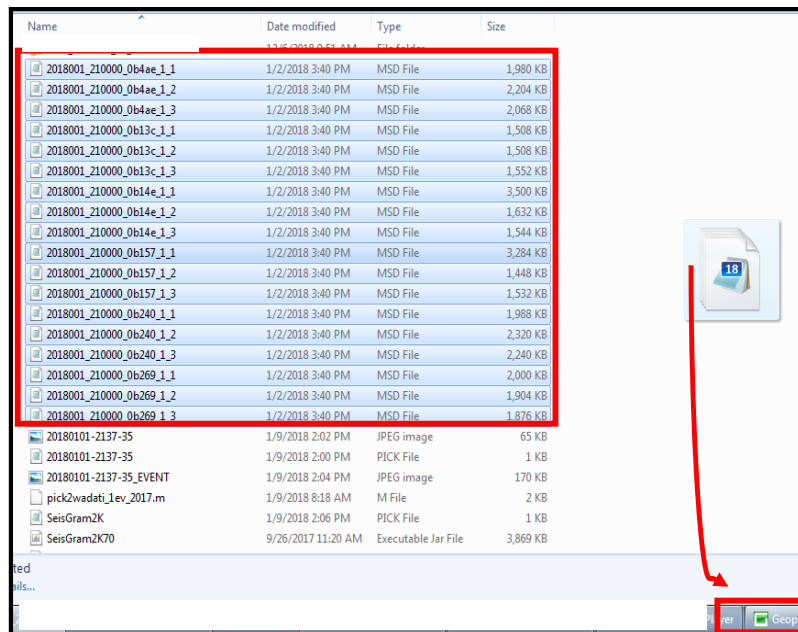 Name Date modified Type Size
12/6/2018 9:51 AM File folder
2018001_210000_0b4ae_1_1 1/2/2018 3:40 PM MSD File 1,980 KB
2018001_210000_0b4ae_1_2 1/2/2018 3:40 PM MSD File 2,204 KB
2018001_210000_0b4ae_1_3 1/2/2018 3:40 PM MSD File 2,068 KB
2018001_210000_0b13c_1_1 1/2/2018 3:40 PM MSD File 1,508 KB
2018001_210000_0b13c_1_2 1/2/2018 3:40 PM MSD File 1,508 KB
2018001_210000_0b13c_1_3 1/2/2018 3:40 PM MSD File 1,552 KB
2018001_210000_0b14e_1_1 1/2/2018 3:40 PM MSD File 3,500 KB
2018001_210000_0b14e_1_2 1/2/2018 3:40 PM MSD File 1,632 KB
2018001_210000_0b14e_1_3 1/2/2018 3:40 PM MSD File 1,544 KB
2018001_210000_0b157_1_1 1/2/2018 3:40 PM MSD File 3,284 KB
2018001_210000_0b157_1_2 1/2/2018 3:40 PM MSD File 1,448 KB
2018001_210000_0b157_1_3 1/2/2018 3:40 PM MSD File 1,532 KB
2018001_210000_0b240_1_1 1/2/2018 3:40 PM MSD File 1,988 KB
2018001_210000_0b240_1_2 1/2/2018 3:40 PM MSD File 2,320 KB
2018001_210000_0b240_1_3 1/2/2018 3:40 PM MSD File 2,240 KB
2018001_210000_0b269_1_1 1/2/2018 3:40 PM MSD File 2,000 KB
2018001_210000_0b269_1_2 1/2/2018 3:40 PM MSD File 1,904 KB
2018001_210000_0b269_1_3 1/2/2018 3:40 PM MSD File 1,876 KB
20180101-2137-35 1/9/2018 2:02 PM JPEG image 65 KB
20180101-2137-35 1/9/2018 2:00 PM PICK File 1 KB
20180101-2137-35_EVENT 1/9/2018 2:04 PM JPEG image 170 KB
pick2wadati_1ev_2017.m 1/9/2018 8:18 AM M File 2 KB
SeisGram2K 1/9/2018 2:06 PM PICK File 1 KB
SeisGram2K70 9/26/2017 11:20 AM Executable Jar File 3,869 KB
18
ted
ails...
Geop